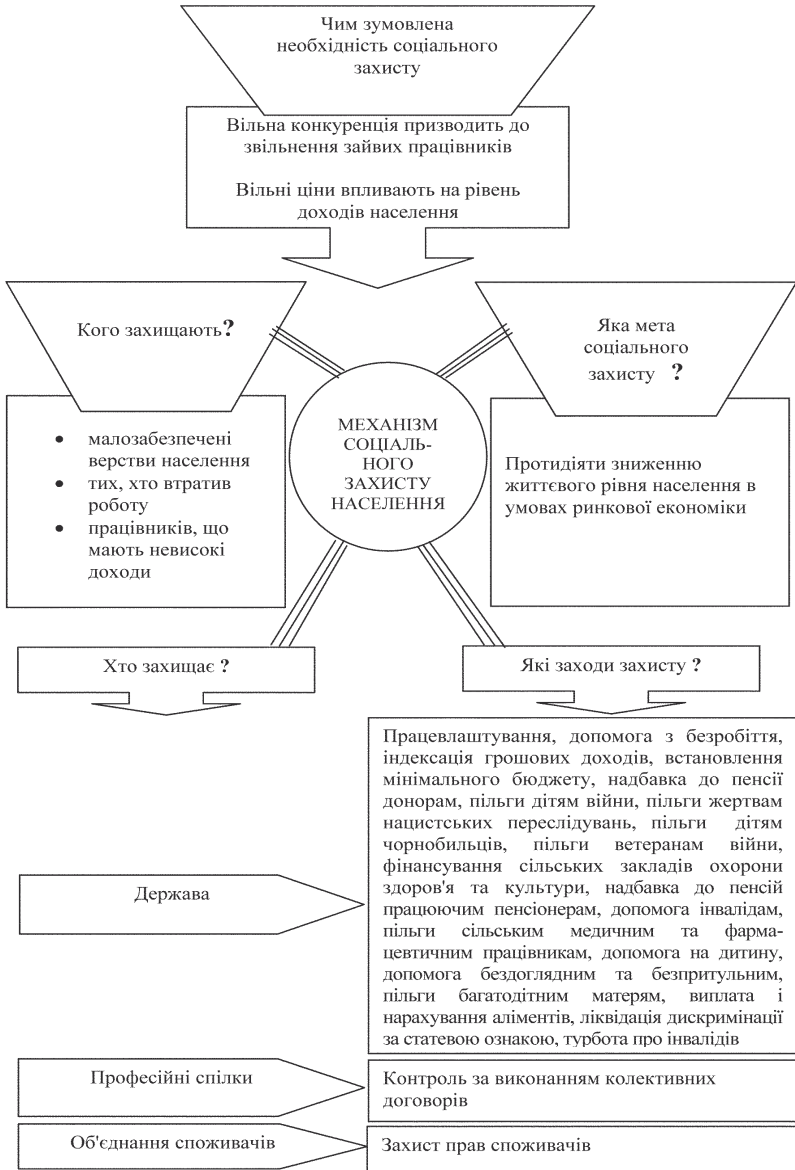 Чим зумовлена
необхідність соціального
захисту
Вільна конкуренція призводить до
звільнення зайвих працівників
Вільні ціни впливають на рівень
доходів населення
Кого захищають?
Яка мета
соціального
захисту ?
МЕХАНІЗМ
СОЦІАЛЬ-
НОГО
ЗАХИСТУ
НАСЕЛЕННЯ
• малозабезпечені
верстви населення
• тих, хто втратив
роботу
• працівників, що
мають невисокі
доходи
Протидіяти зниженню
життєвого рівня населення в
умовах ринкової економіки
Хто захищає ?
Які заходи захисту ?
Держава
Працевлаштування, допомога з безробіття,
індексація грошових доходів, встановлення
мінімального бюджету, надбавка до пенсії
донорам, пільги дітям війни, пільги жертвам
нацистських переслідувань, пільги дітям
чорнобильців, пільги ветеранам війни,
фінансування сільських закладів охорони
здоров'я та культури, надбавка до пенсій
працюючим пенсіонерам, допомога інвалідам,
пільги сільським медичним та фарма-
цевтичним працівникам, допомога на дитину,
допомога бездоглядним та безпритульним,
пільги багатодітним матерям, виплата і
нарахування аліментів, ліквідація дискримінації
за статевою ознакою, турбота про інвалідів
Професійні спілки
Контроль за виконанням колективних
договорів
Об'єднання споживачів
Захист прав споживачів